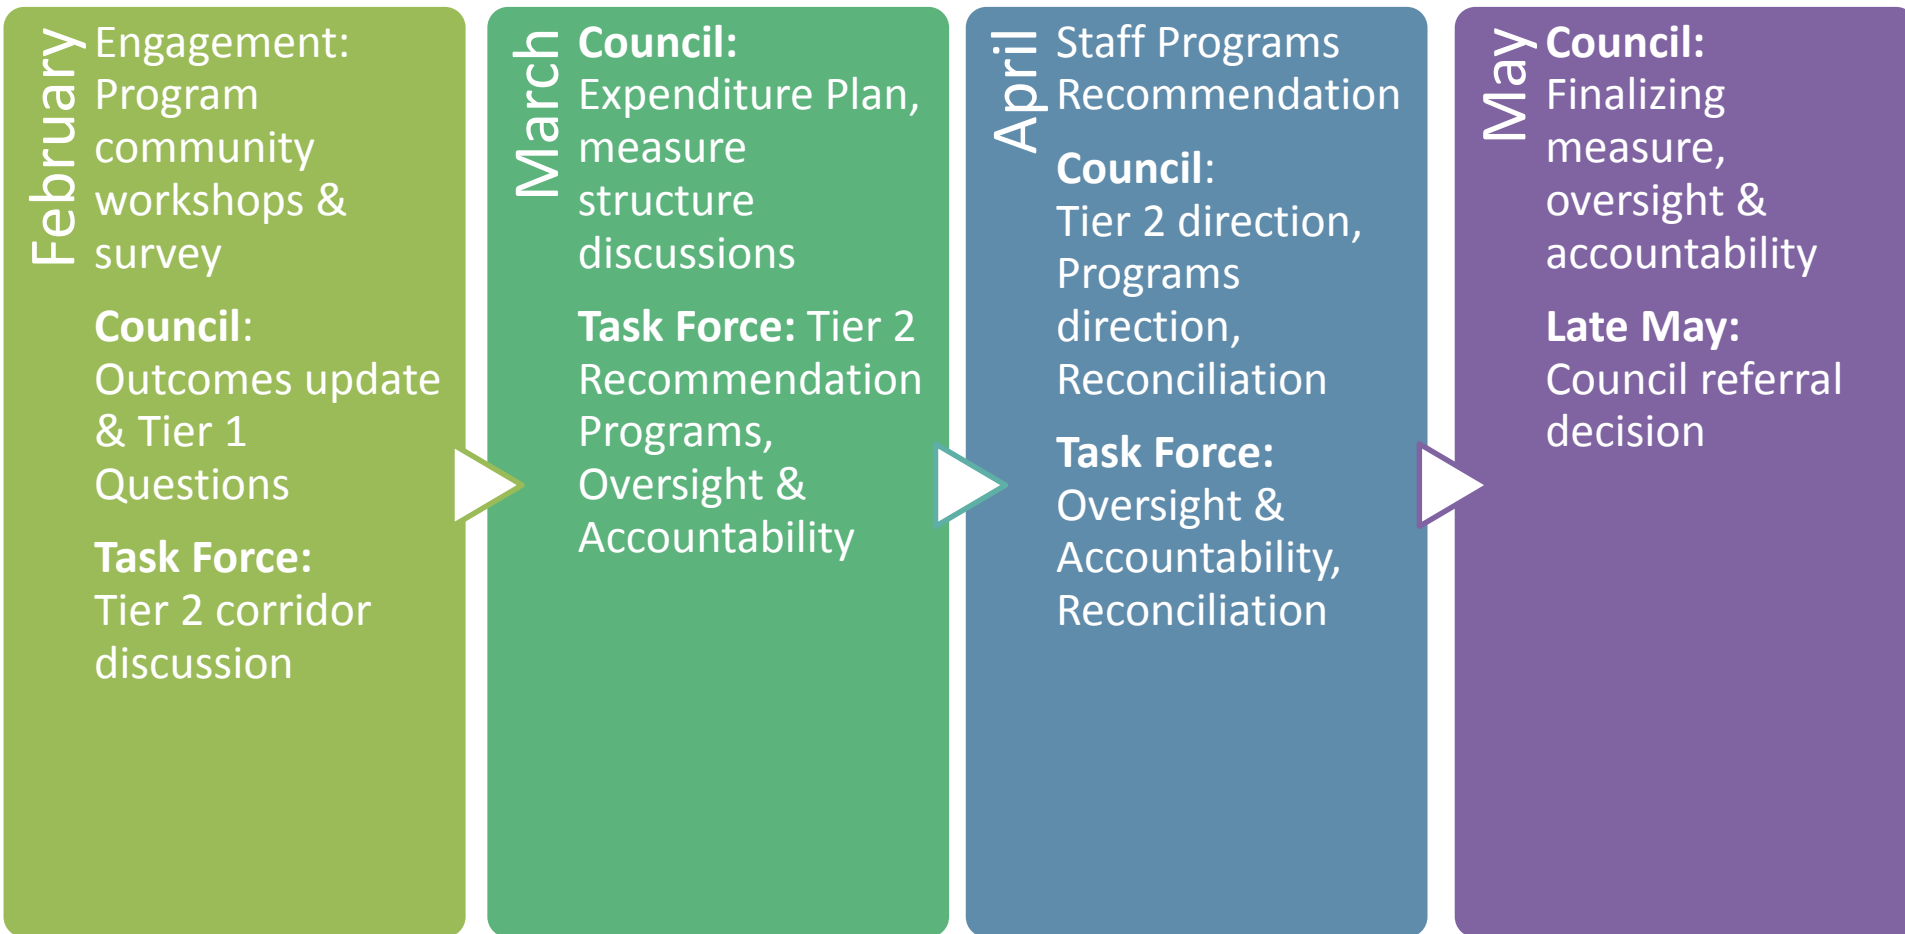 February
Engagement:
Program
community
workshops &
survey
Council:
Outcomes update
& Tier 1
Questions
Task Force:
Tier 2 corridor
discussion
March
Council:
Expenditure Plan,
measure
structure
discussions
Task Force: Tier 2
Recommendation
Programs,
Oversight &
Accountability
April
Staff Programs
Recommendation
Council:
Tier 2 direction,
Programs
direction,
Reconciliation
Task Force:
Oversight &
Accountability,
Reconciliation
May
Council:
Finalizing
measure,
oversight &
accountability
Late May:
Council referral
decision